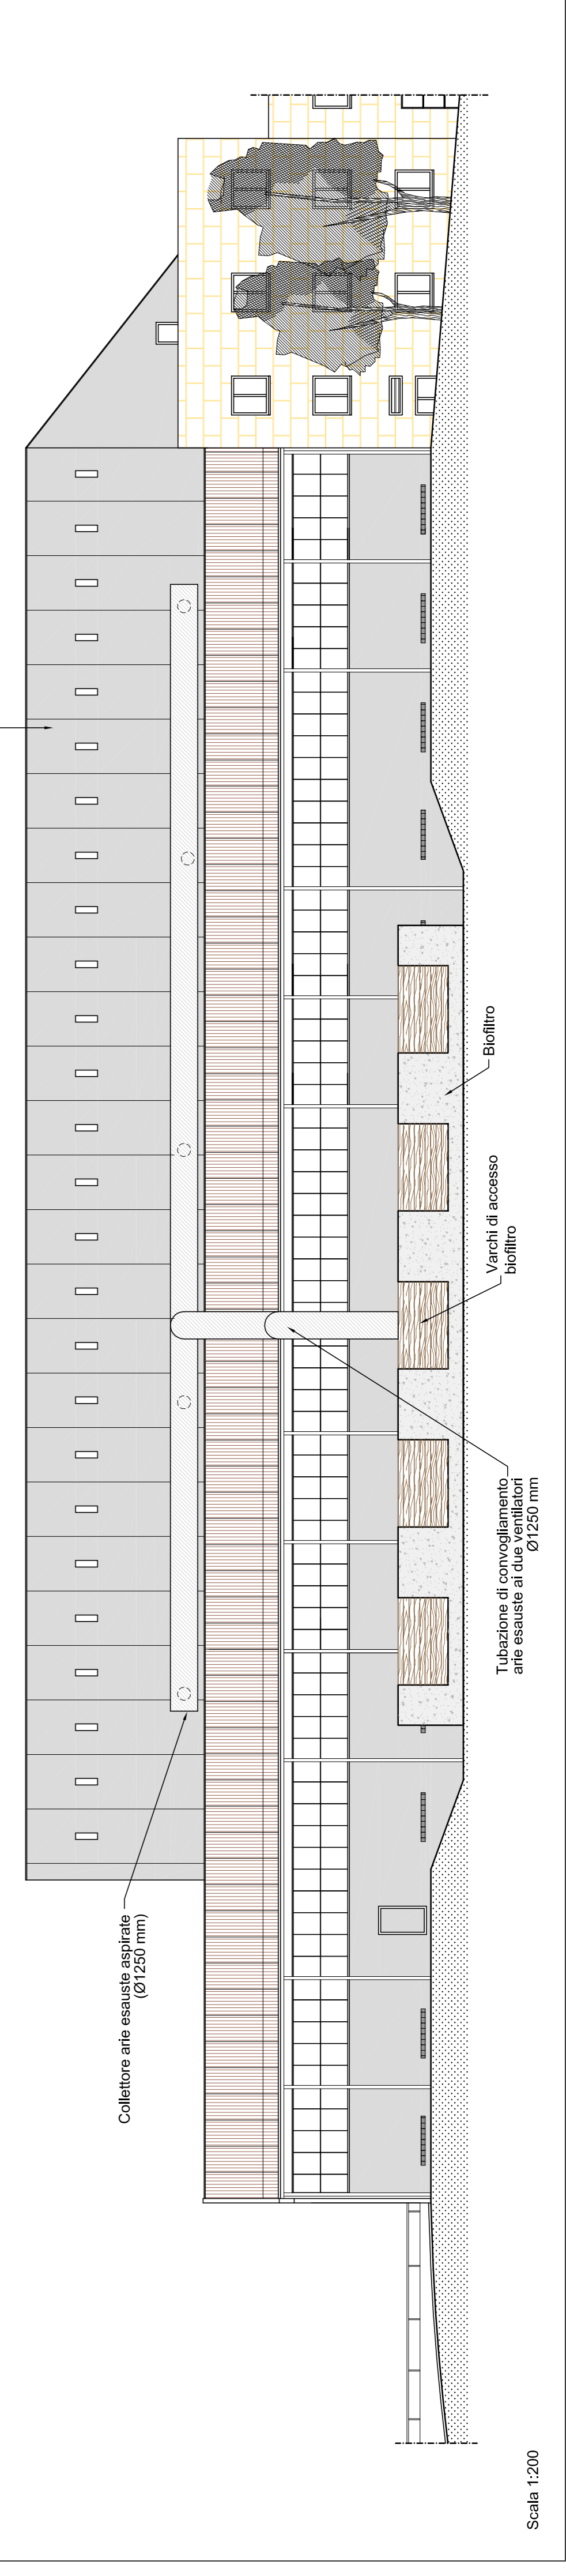 Collettore arie esauste aspirate
(Ø1250 mm)
Tubazione di convogliamento
arie esauste ai due ventilatori
Ø1250 mm
Varchi di accesso
biofiltro
Biofiltro
Scala 1:200